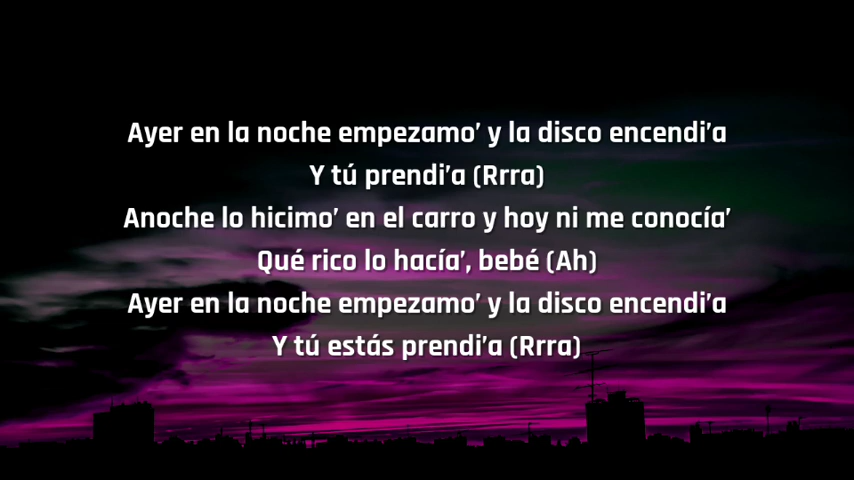 Ayer en la noche empezamo’ y la disco encendi’a
Y tú prendi’a (Rrra)
Anoche lo hicimo’ en el carro y hoy ni me conocía’
Qué rico lo hacía’, bebé (Ah)
Ayer en la noche empezamo’ y la disco encendi’a
Y tú estás prendi’a (Rrra)